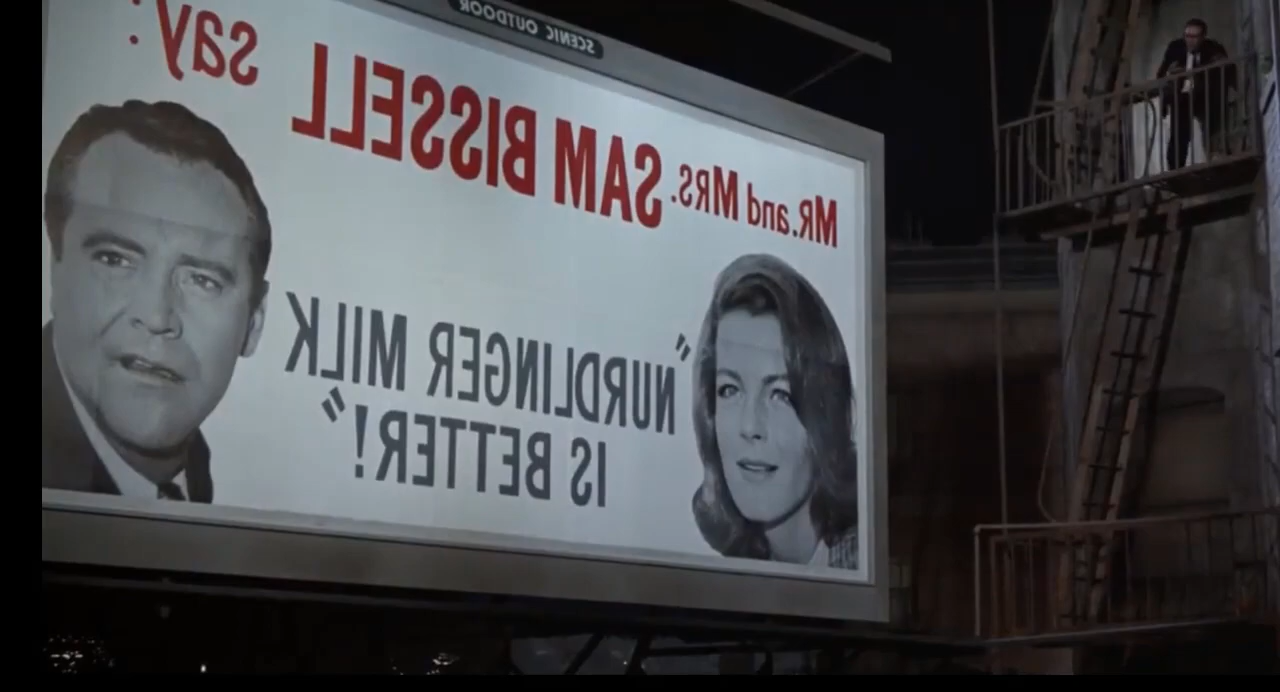 SCENIC OUTDOOR
Mr. and Mrs. SAM BISSELL say:
"NURDLINGER MILK
IS BETTER!"